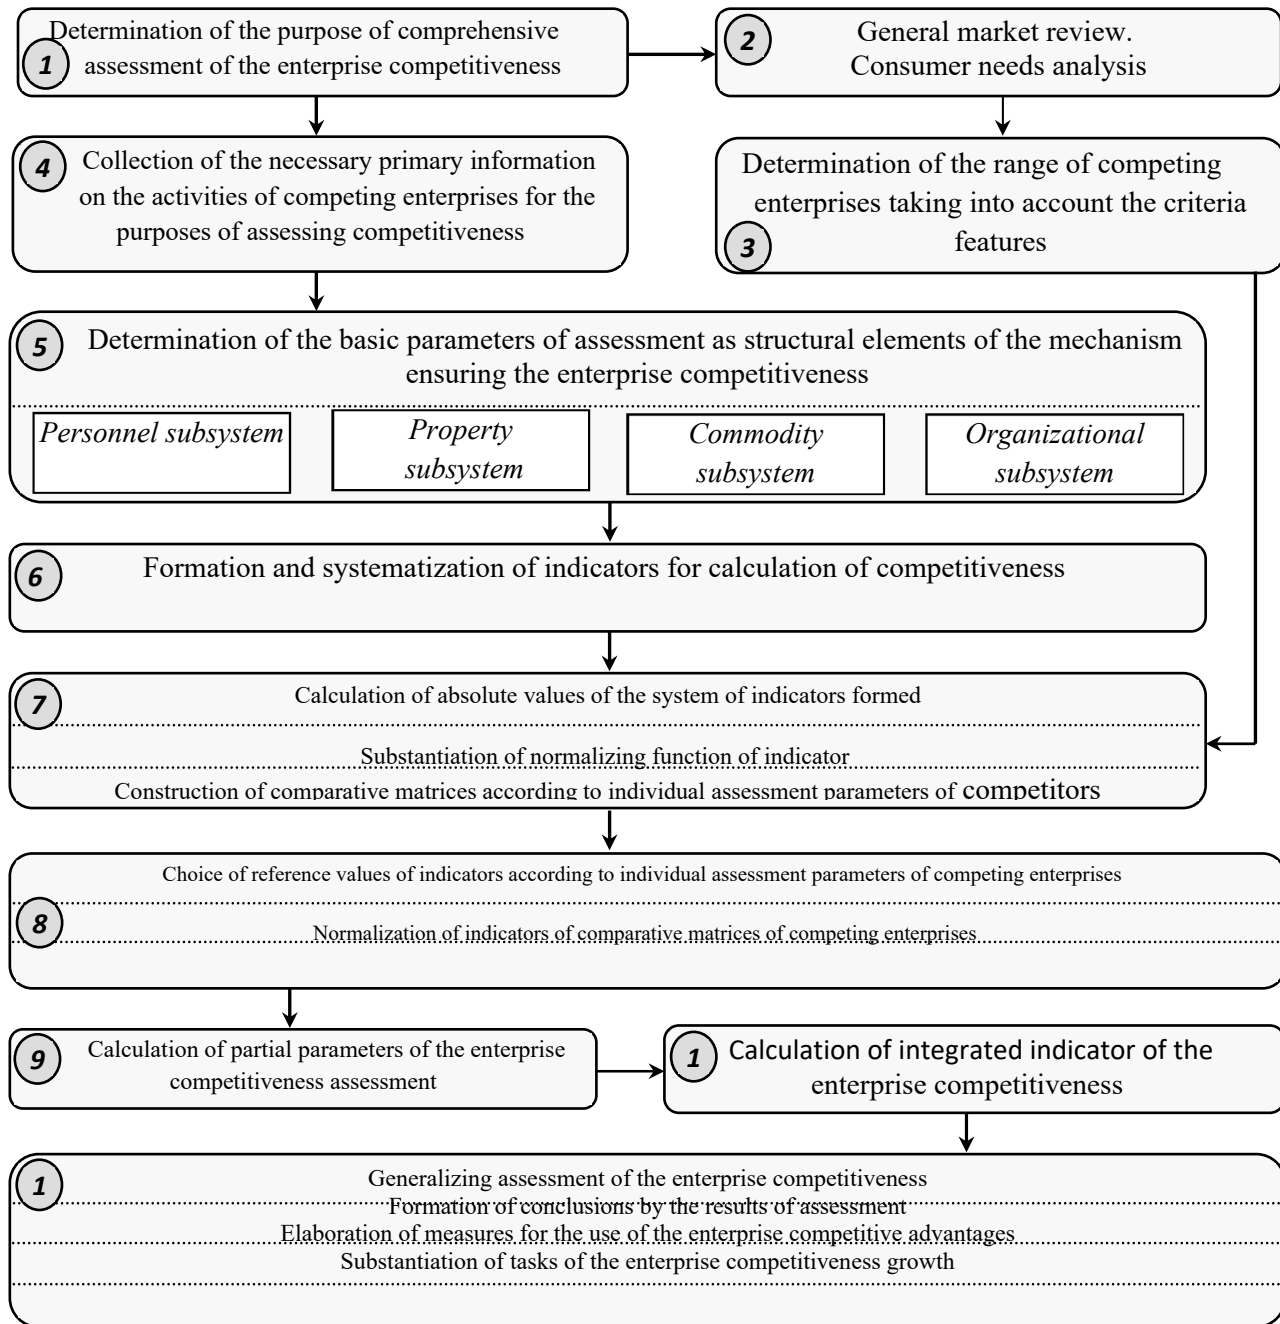 Determination of the purpose of comprehensive
1 assessment of the enterprise competitiveness
2 General market review.
Consumer needs analysis
4 Collection of the necessary primary information
on the activities of competing enterprises for the
purposes of assessing competitiveness
Determination of the range of competing
enterprises taking into account the criteria
3 features
5 Determination of the basic parameters of assessment as structural elements of the mechanism
ensuring the enterprise competitiveness
Personnel subsystem
Property
subsystem
Commodity
subsystem
Organizational
subsystem
6 Formation and systematization of indicators for calculation of competitiveness
7 Calculation of absolute values of the system of indicators formed
Substantiation of normalizing function of indicator
Construction of comparative matrices according to individual assessment parameters of competitors
Choice of reference values of indicators according to individual assessment parameters of competing enterprises
8 Normalization of indicators of comparative matrices of competing enterprises
9 Calculation of partial parameters of the enterprise
competitiveness assessment
1 Calculation of integrated indicator of the
enterprise competitiveness
1 Generalizing assessment of the enterprise competitiveness
Formation of conclusions by the results of assessment
Elaboration of measures for the use of the enterprise competitive advantages
Substantiation of tasks of the enterprise competitiveness growth